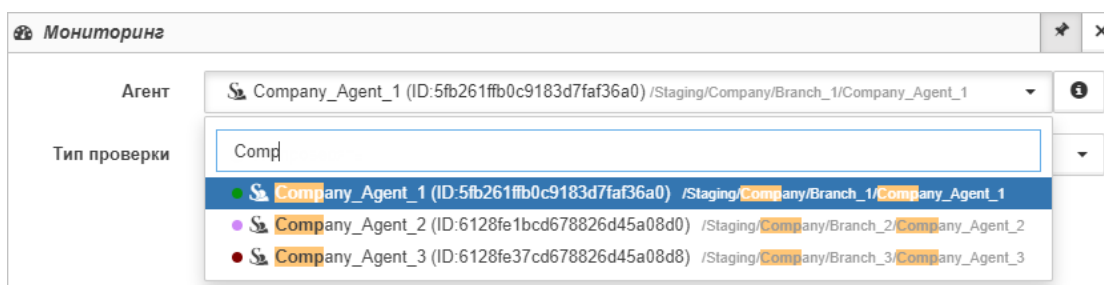 Мониторинг
Агент Company_Agent_1 (ID:5fb261ffb0c9183d7faf36a0) /Staging/Company/Branch_1/Company_Agent_1
Тип проверки
Comp
Company_Agent_1 (ID:5fb261ffb0c9183d7faf36a0) /Staging/Company/Branch_1/Company_Agent_1
Company_Agent_2 (ID:6128fe1bcd678826d45a08d0) /Staging/Company/Branch_2/Company_Agent_2
Company_Agent_3 (ID:6128fe37cd678826d45a08d8) /Staging/Company/Branch_3/Company_Agent_3